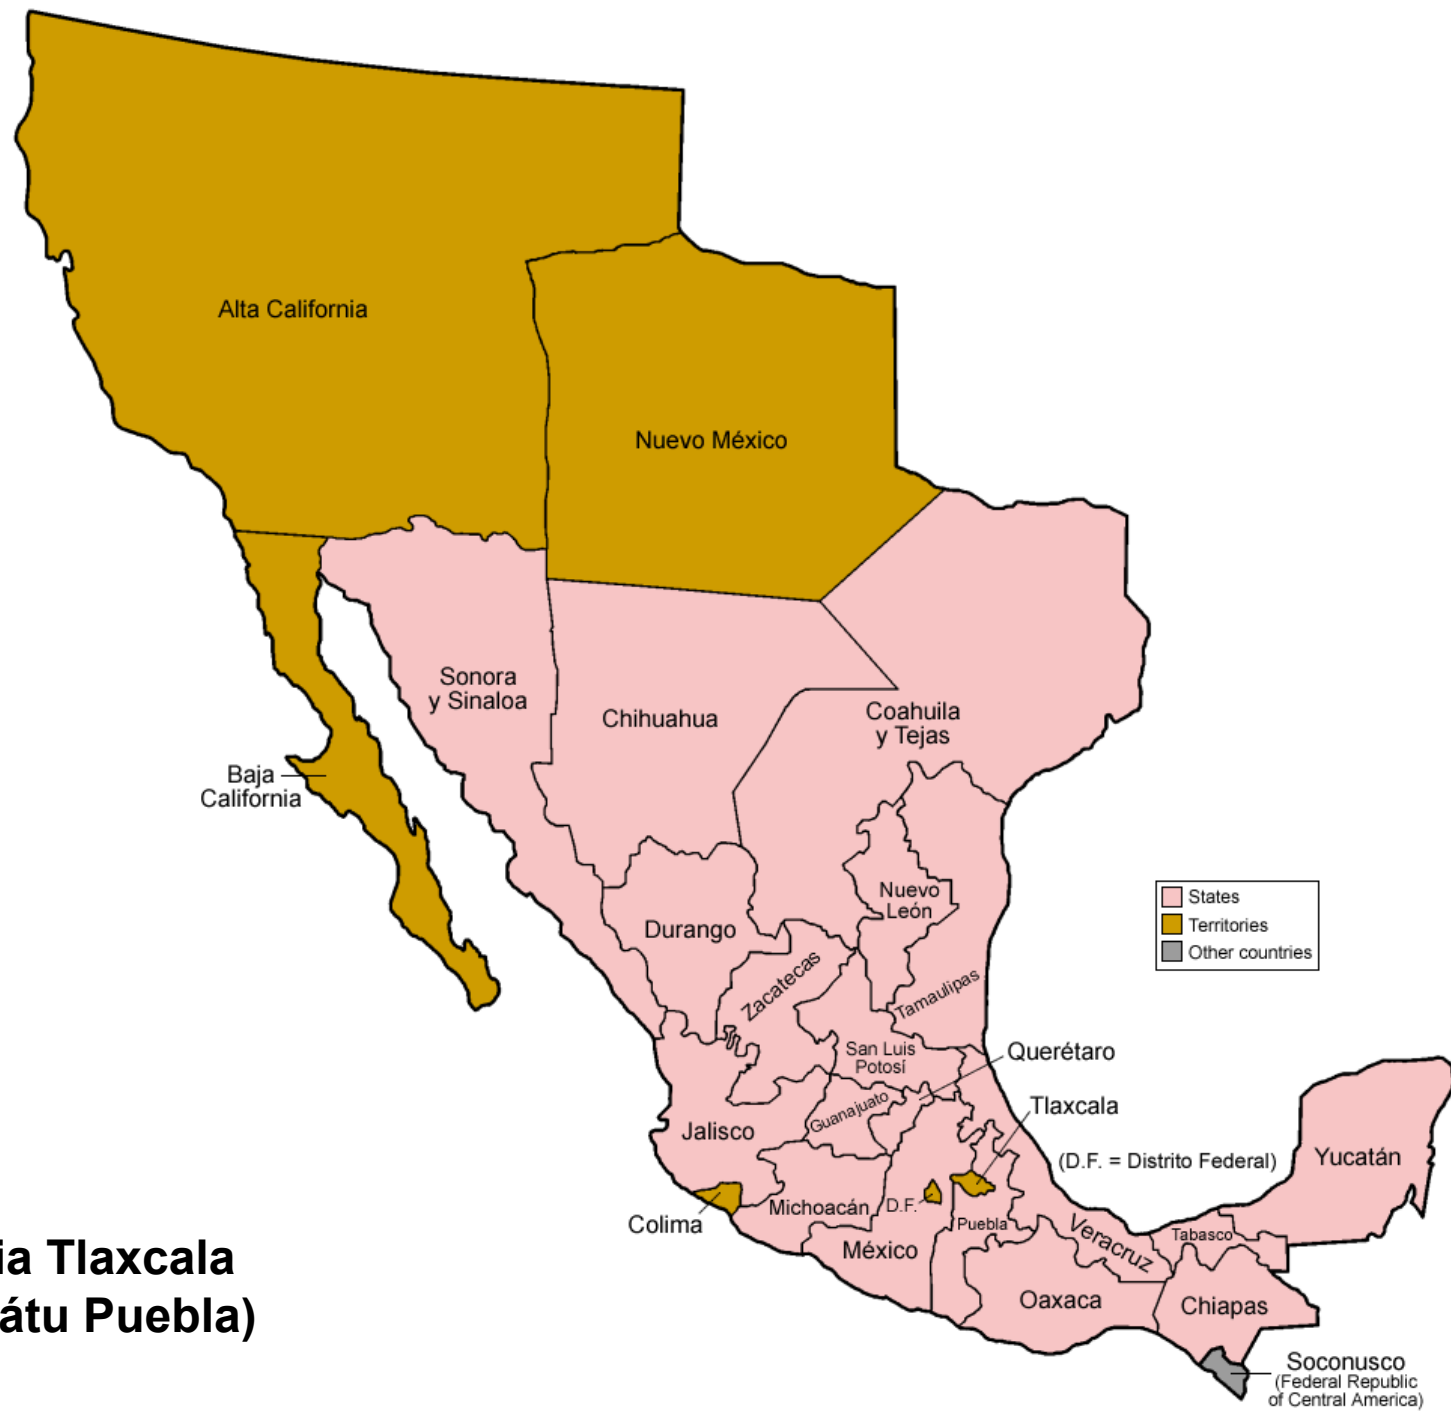 Alta California
Nuevo México
Sonora
y Sinaloa
Chihuahua
Coahuila
y Tejas
Baja
California
Nuevo
León
States
Territories
Other countries
Durango
Zacatecas
Tamaulipas
San Luis
Potosí
Querétaro
Guanajuato
Tlaxcala
Jalisco
(D.F. = Distrito Federal)
Yucatán
Michoacán
D.F.
Colima
Puebla
Veracruz
Tabasco
México
Oaxaca
Chiapas
ia Tlaxcala
átu Puebla)
Soconusco
(Federal Republic
of Central America)